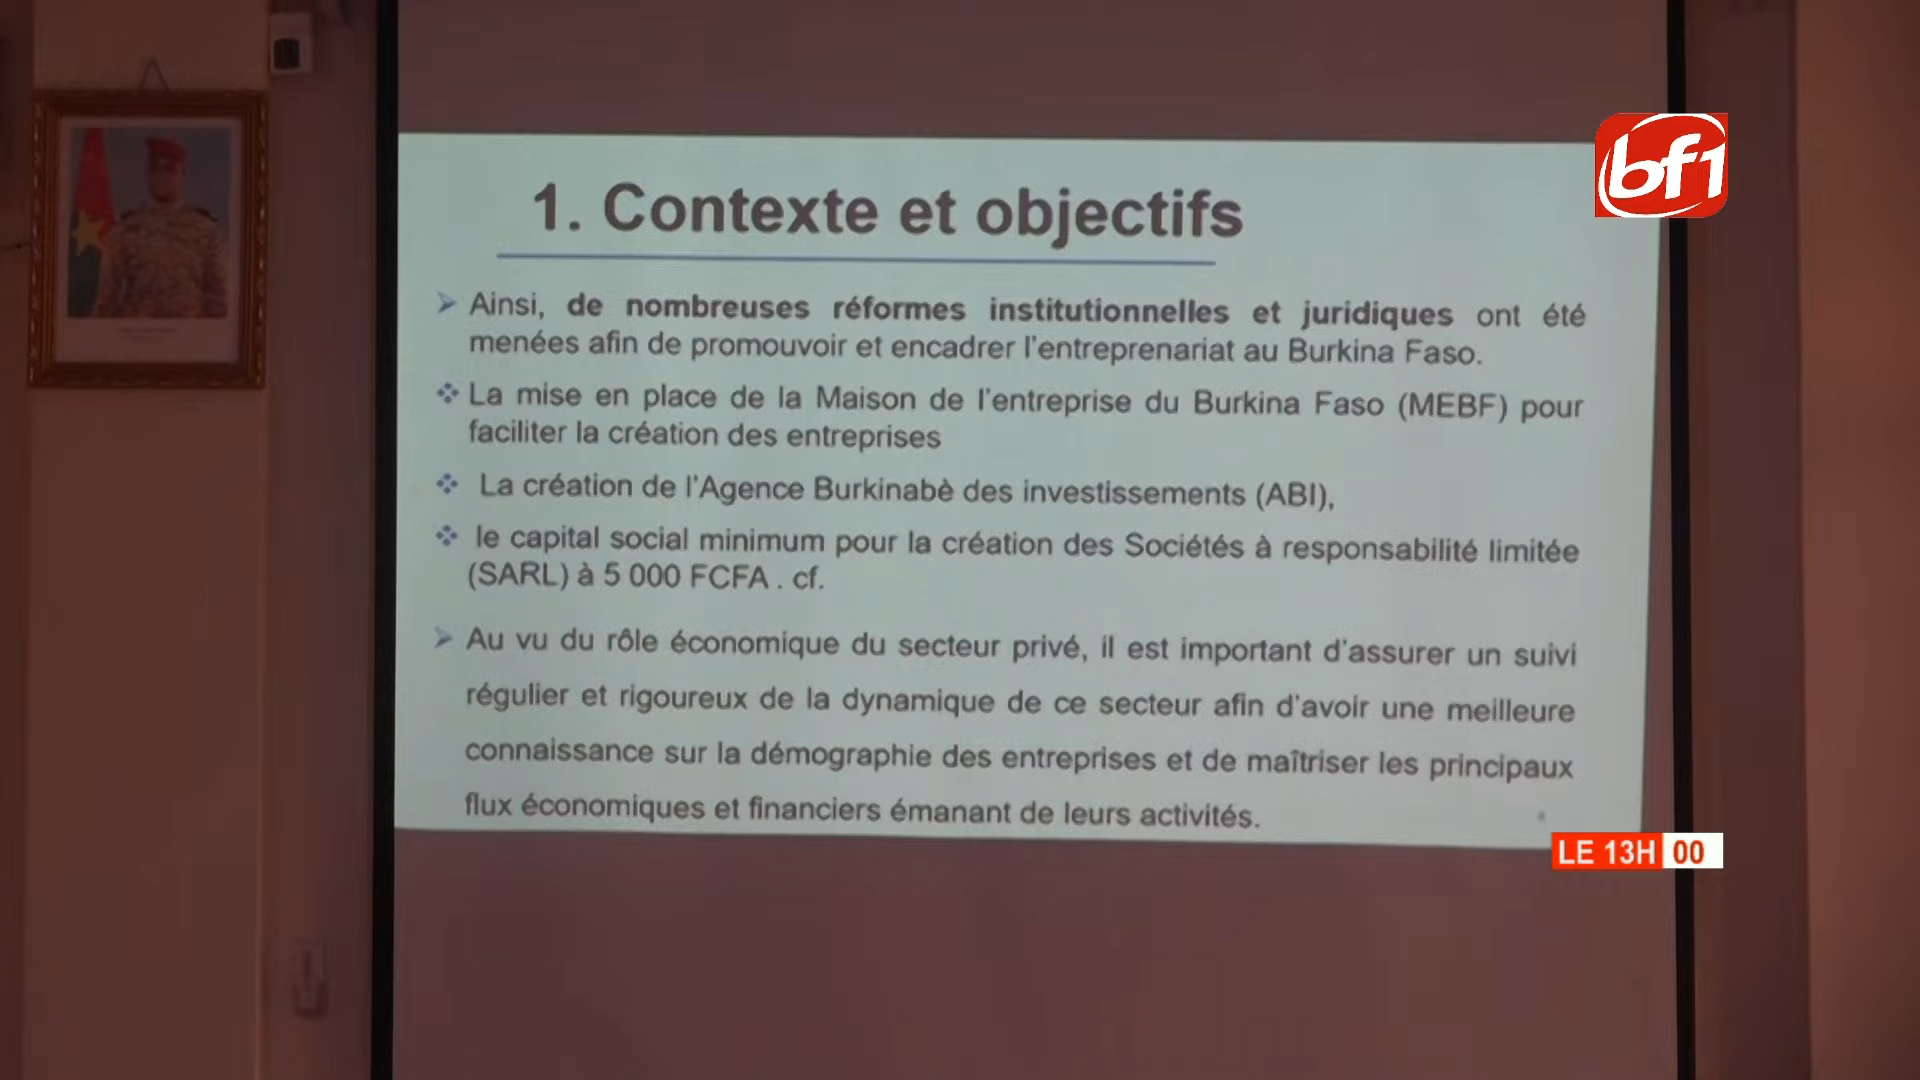 bf1
1. Contexte et objectifs
Ainsi, de nombreuses réformes institutionnelles et juridiques ont été
menées afin de promouvoir et encadrer l'entreprenariat au Burkina Faso.
La mise en place de la Maison de l'entreprise du Burkina Faso (MEBF) pour
faciliter la création des entreprises
La création de l'Agence Burkinabè des investissements (ABI),
le capital social minimum pour la création des Sociétés à responsabilité limitée
(SARL) à 5 000 FCFA . cf.
Au vu du rôle économique du secteur privé, il est important d'assurer un suivi
régulier et rigoureux de la dynamique de ce secteur afin d'avoir une meilleure
connaissance sur la démographie des entreprises et de maîtriser les principaux
flux économiques et financiers émanant de leurs activités.
LE 13H 00